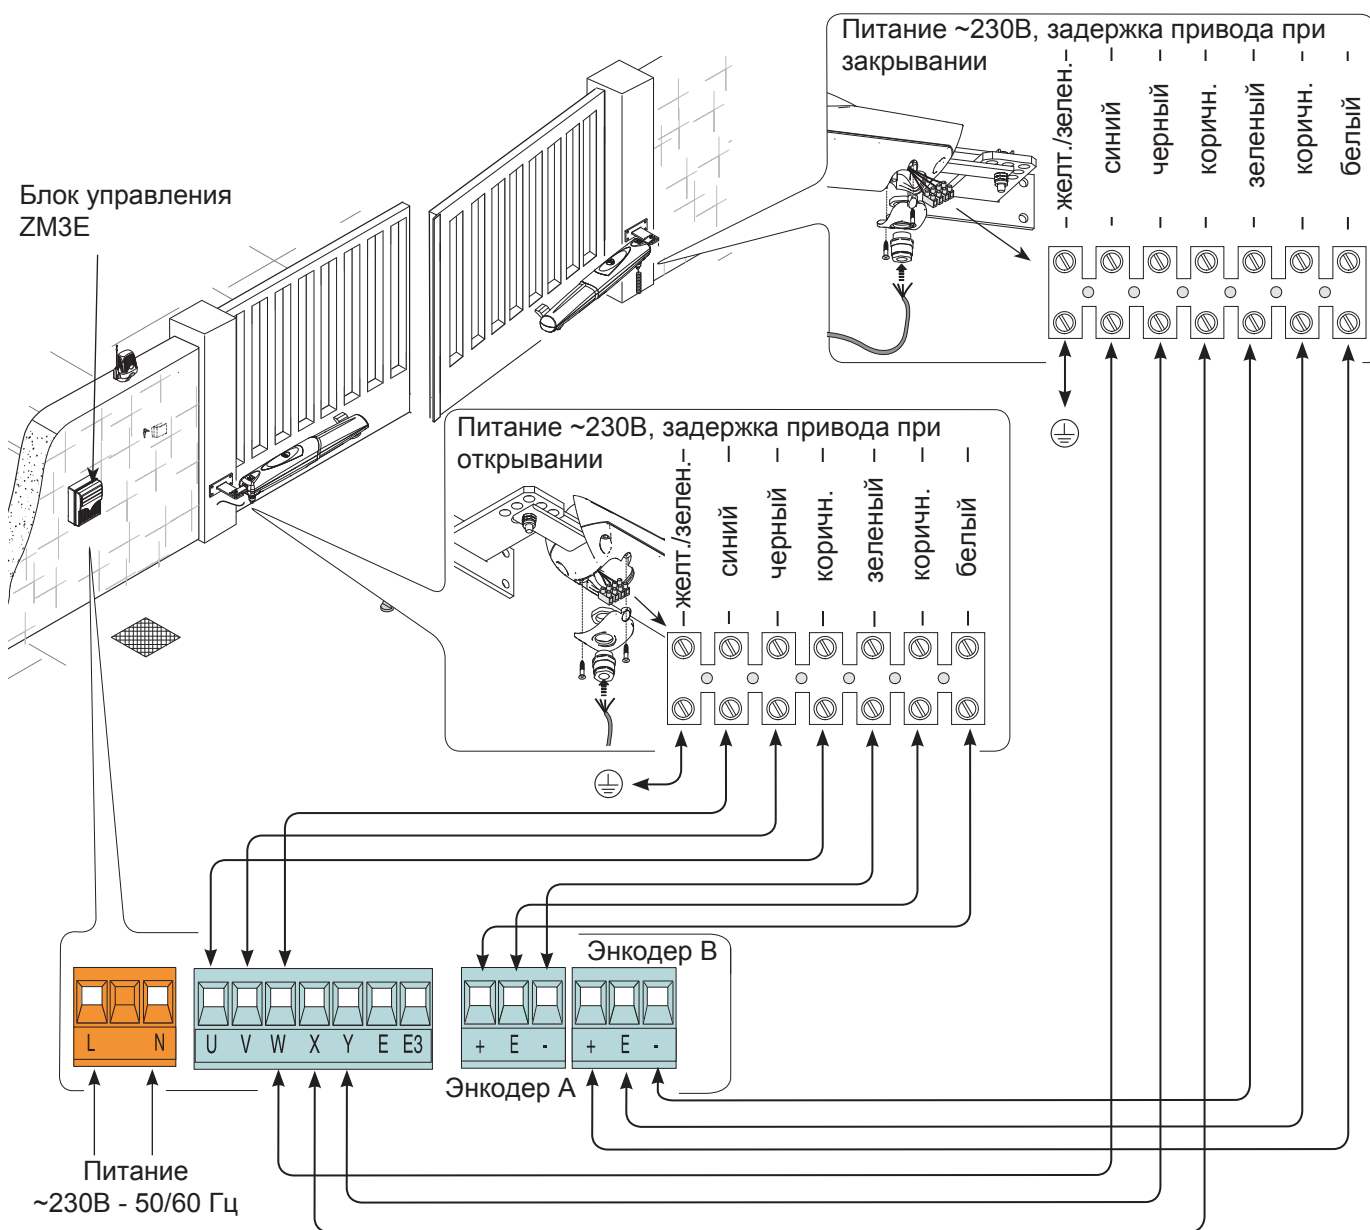 Питание ~230В, задержка привода при
закрывании
желт./зелен.
синий
черный
коричн.
зеленый
коричн.
белый
Блок управления
ZM3E
Питание ~230В, задержка привода при
открывании
желт./зелен.
синий
черный
коричн.
зеленый
коричн.
белый
Энкодер В
L N
U V W X Y E E3
+ E -
+ E -
Энкодер А
Питание
~230В - 50/60 Гц